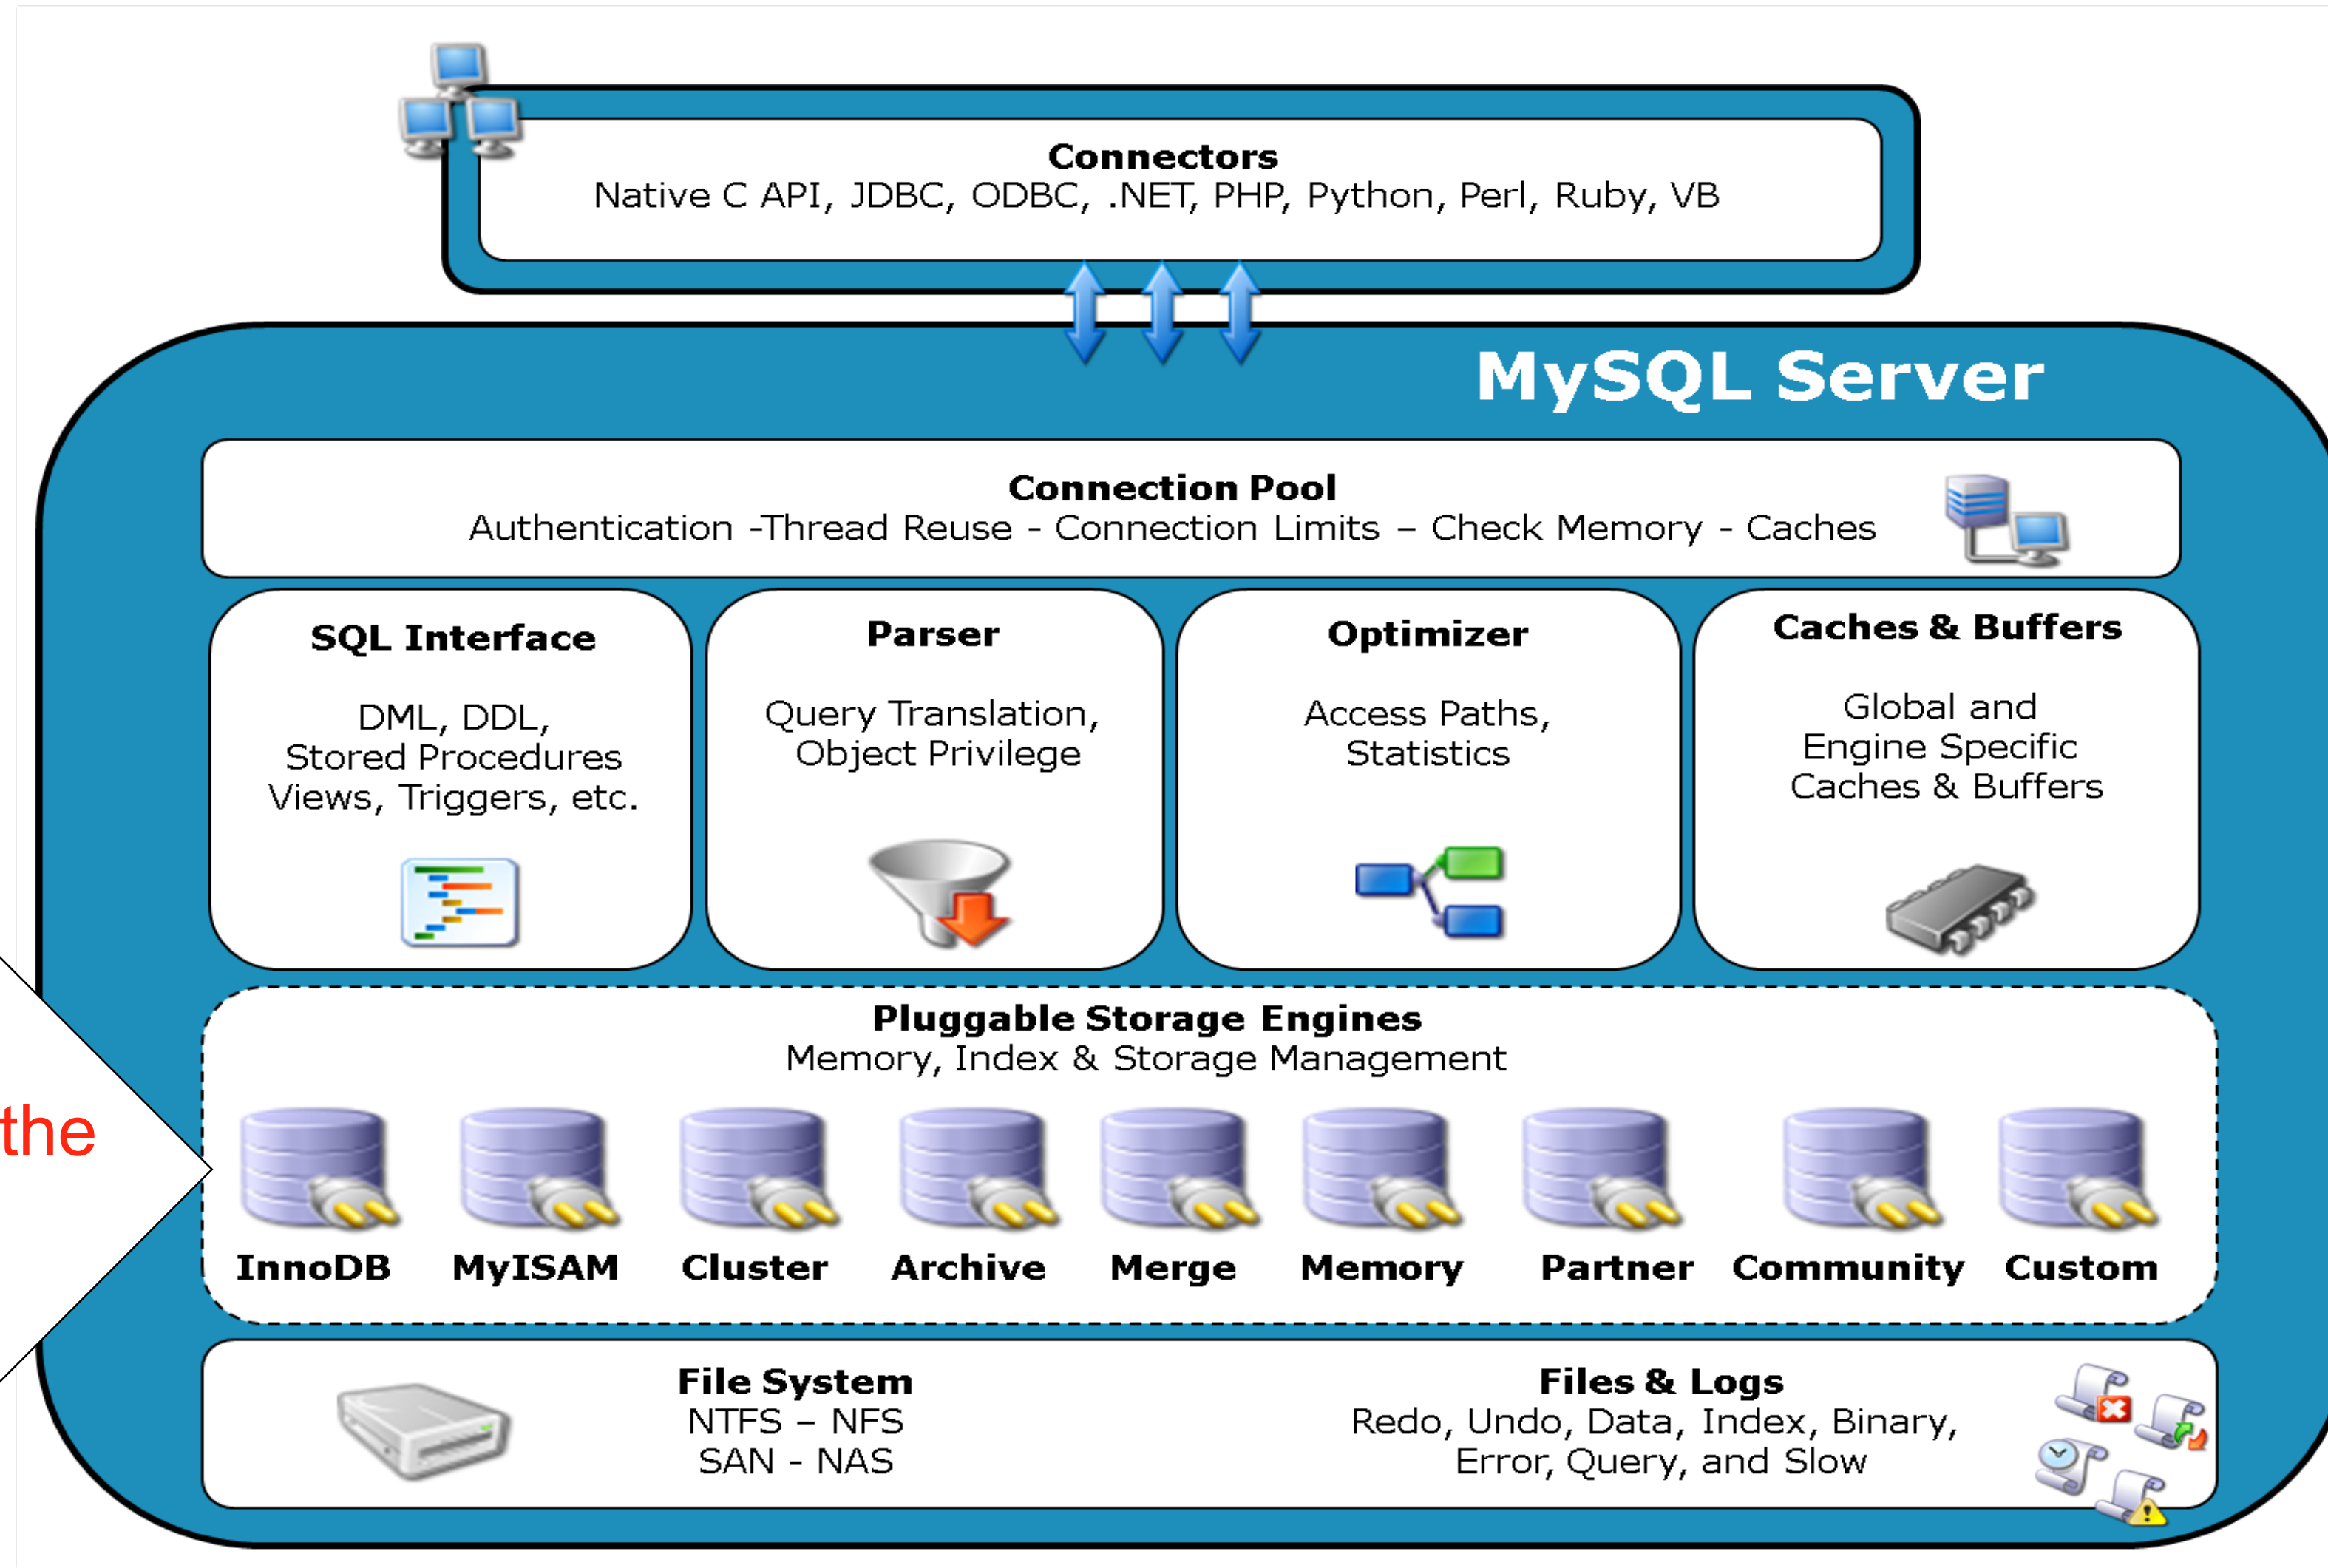 Connectors
Native C API, JDBC, ODBC, .NET, PHP, Python, Perl, Ruby, VB
MySQL Server
Connection Pool
Authentication -Thread Reuse - Connection Limits – Check Memory - Caches
SQL Interface
DML, DDL,
Stored Procedures
Views, Triggers, etc.
Parser
Query Translation,
Object Privilege
Optimizer
Access Paths,
Statistics
Caches & Buffers
Global and
Engine Specific
Caches & Buffers
Pluggable Storage Engines
Memory, Index & Storage Management
the
InnoDB MyISAM Cluster Archive Merge Memory Partner Community Custom
File System
NTFS – NFS
SAN - NAS
Files & Logs
Redo, Undo, Data, Index, Binary,
Error, Query, and Slow